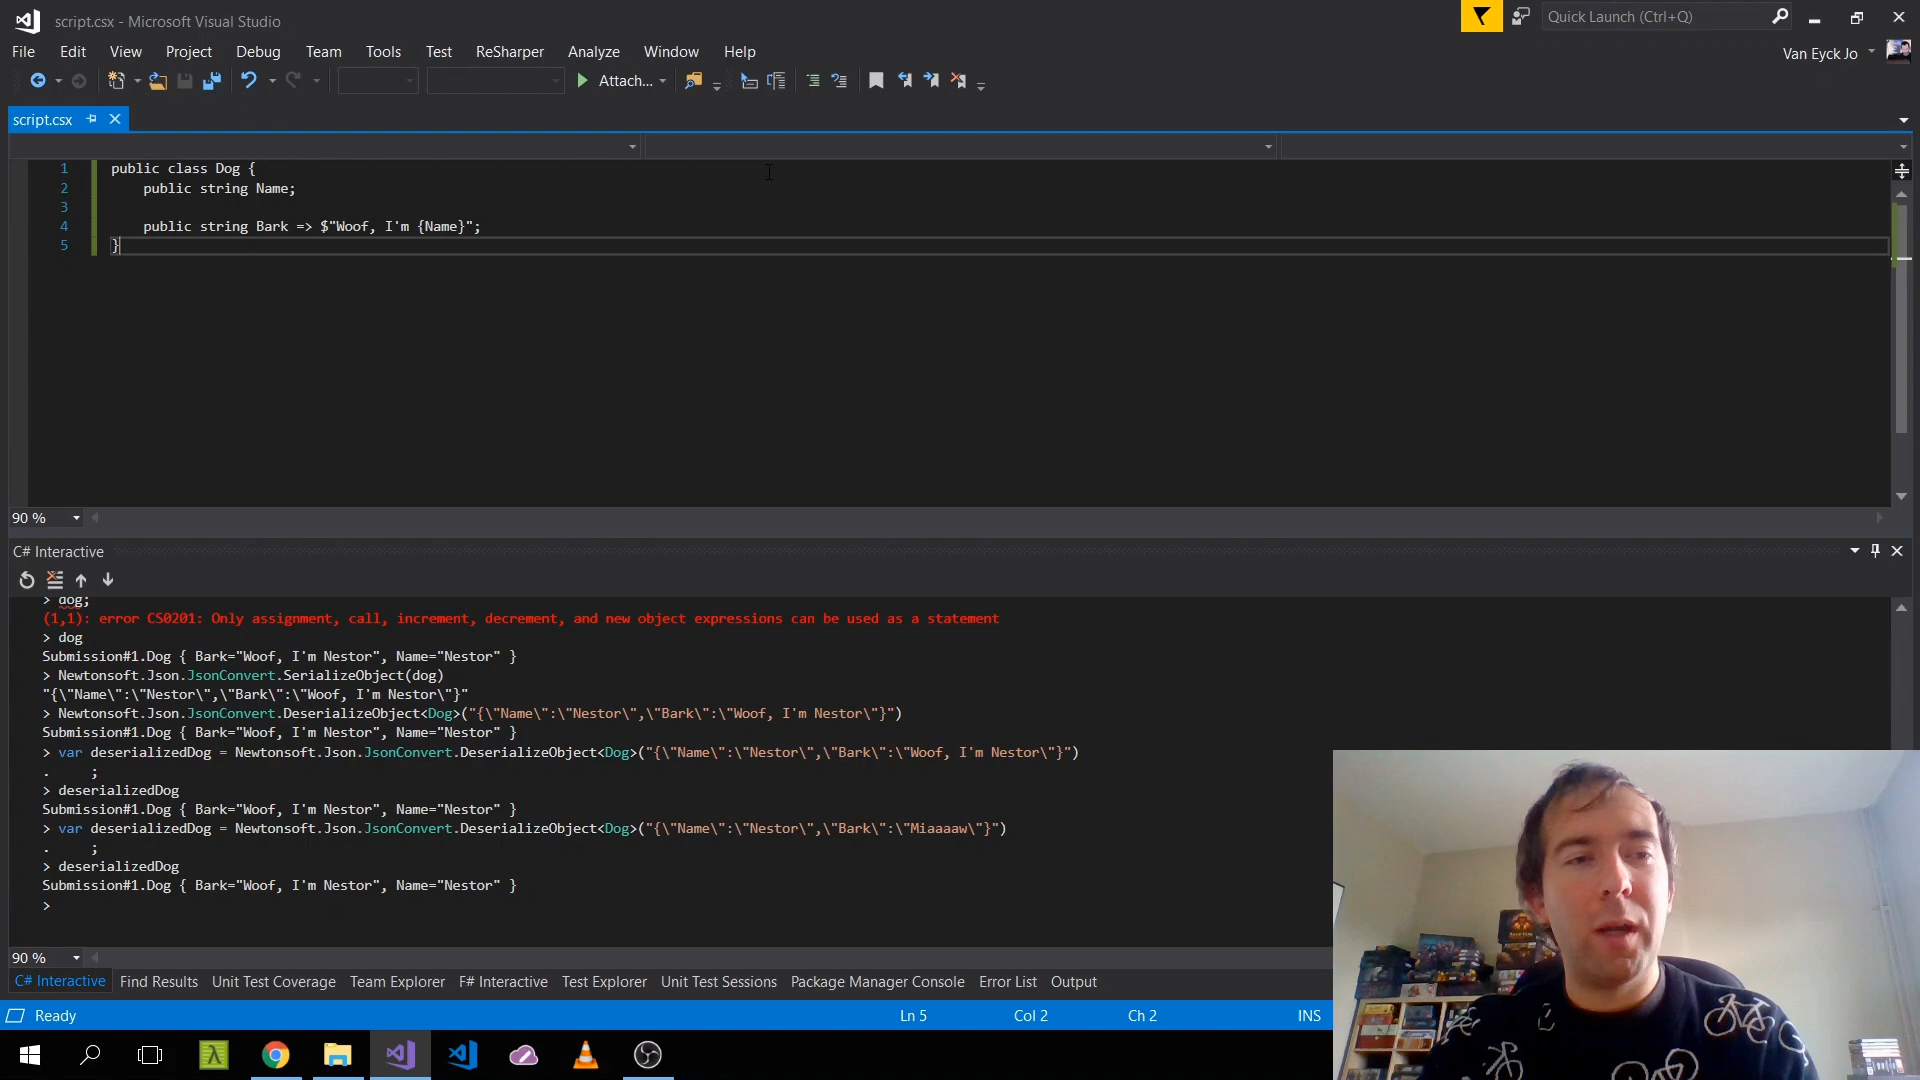 script.csx - Microsoft Visual Studio
Quick Launch (Ctrl+Q)
File Edit View Project Debug Team Tools Test ReSharper Analyze Window Help
Van Eyck Jo
Attach...
script.csx
1 public class Dog {
2 public string Name;
3
4 public string Bark => $"Woof, I'm {Name}";
5 }
90 %
C# Interactive
> dog;
(1,1): error CS0201: Only assignment, call, increment, decrement, and new object expressions can be used as a statement
> dog
Submission#1.Dog { Bark="Woof, I'm Nestor", Name="Nestor" }
> Newtonsoft.Json.JsonConvert.SerializeObject(dog)
"{\"Name\":\"Nestor\",\"Bark\":\"Woof, I'm Nestor\"}"
> Newtonsoft.Json.JsonConvert.DeserializeObject<Dog>("{\"Name\":\"Nestor\",\"Bark\":\"Woof, I'm Nestor\"}")
Submission#1.Dog { Bark="Woof, I'm Nestor", Name="Nestor" }
> var deserializedDog = Newtonsoft.Json.JsonConvert.DeserializeObject<Dog>("{\"Name\":\"Nestor\",\"Bark\":\"Woof, I'm Nestor\"}")
. ;
> deserializedDog
Submission#1.Dog { Bark="Woof, I'm Nestor", Name="Nestor" }
> var deserializedDog = Newtonsoft.Json.JsonConvert.DeserializeObject<Dog>("{\"Name\":\"Nestor\",\"Bark\":\"Miaaaaw\"}")
. ;
> deserializedDog
Submission#1.Dog { Bark="Woof, I'm Nestor", Name="Nestor" }
>
90 %
C# Interactive Find Results Unit Test Coverage Team Explorer F# Interactive Test Explorer Unit Test Sessions Package Manager Console Error List Output
Ready Ln 5 Col 2 Ch 2 INS